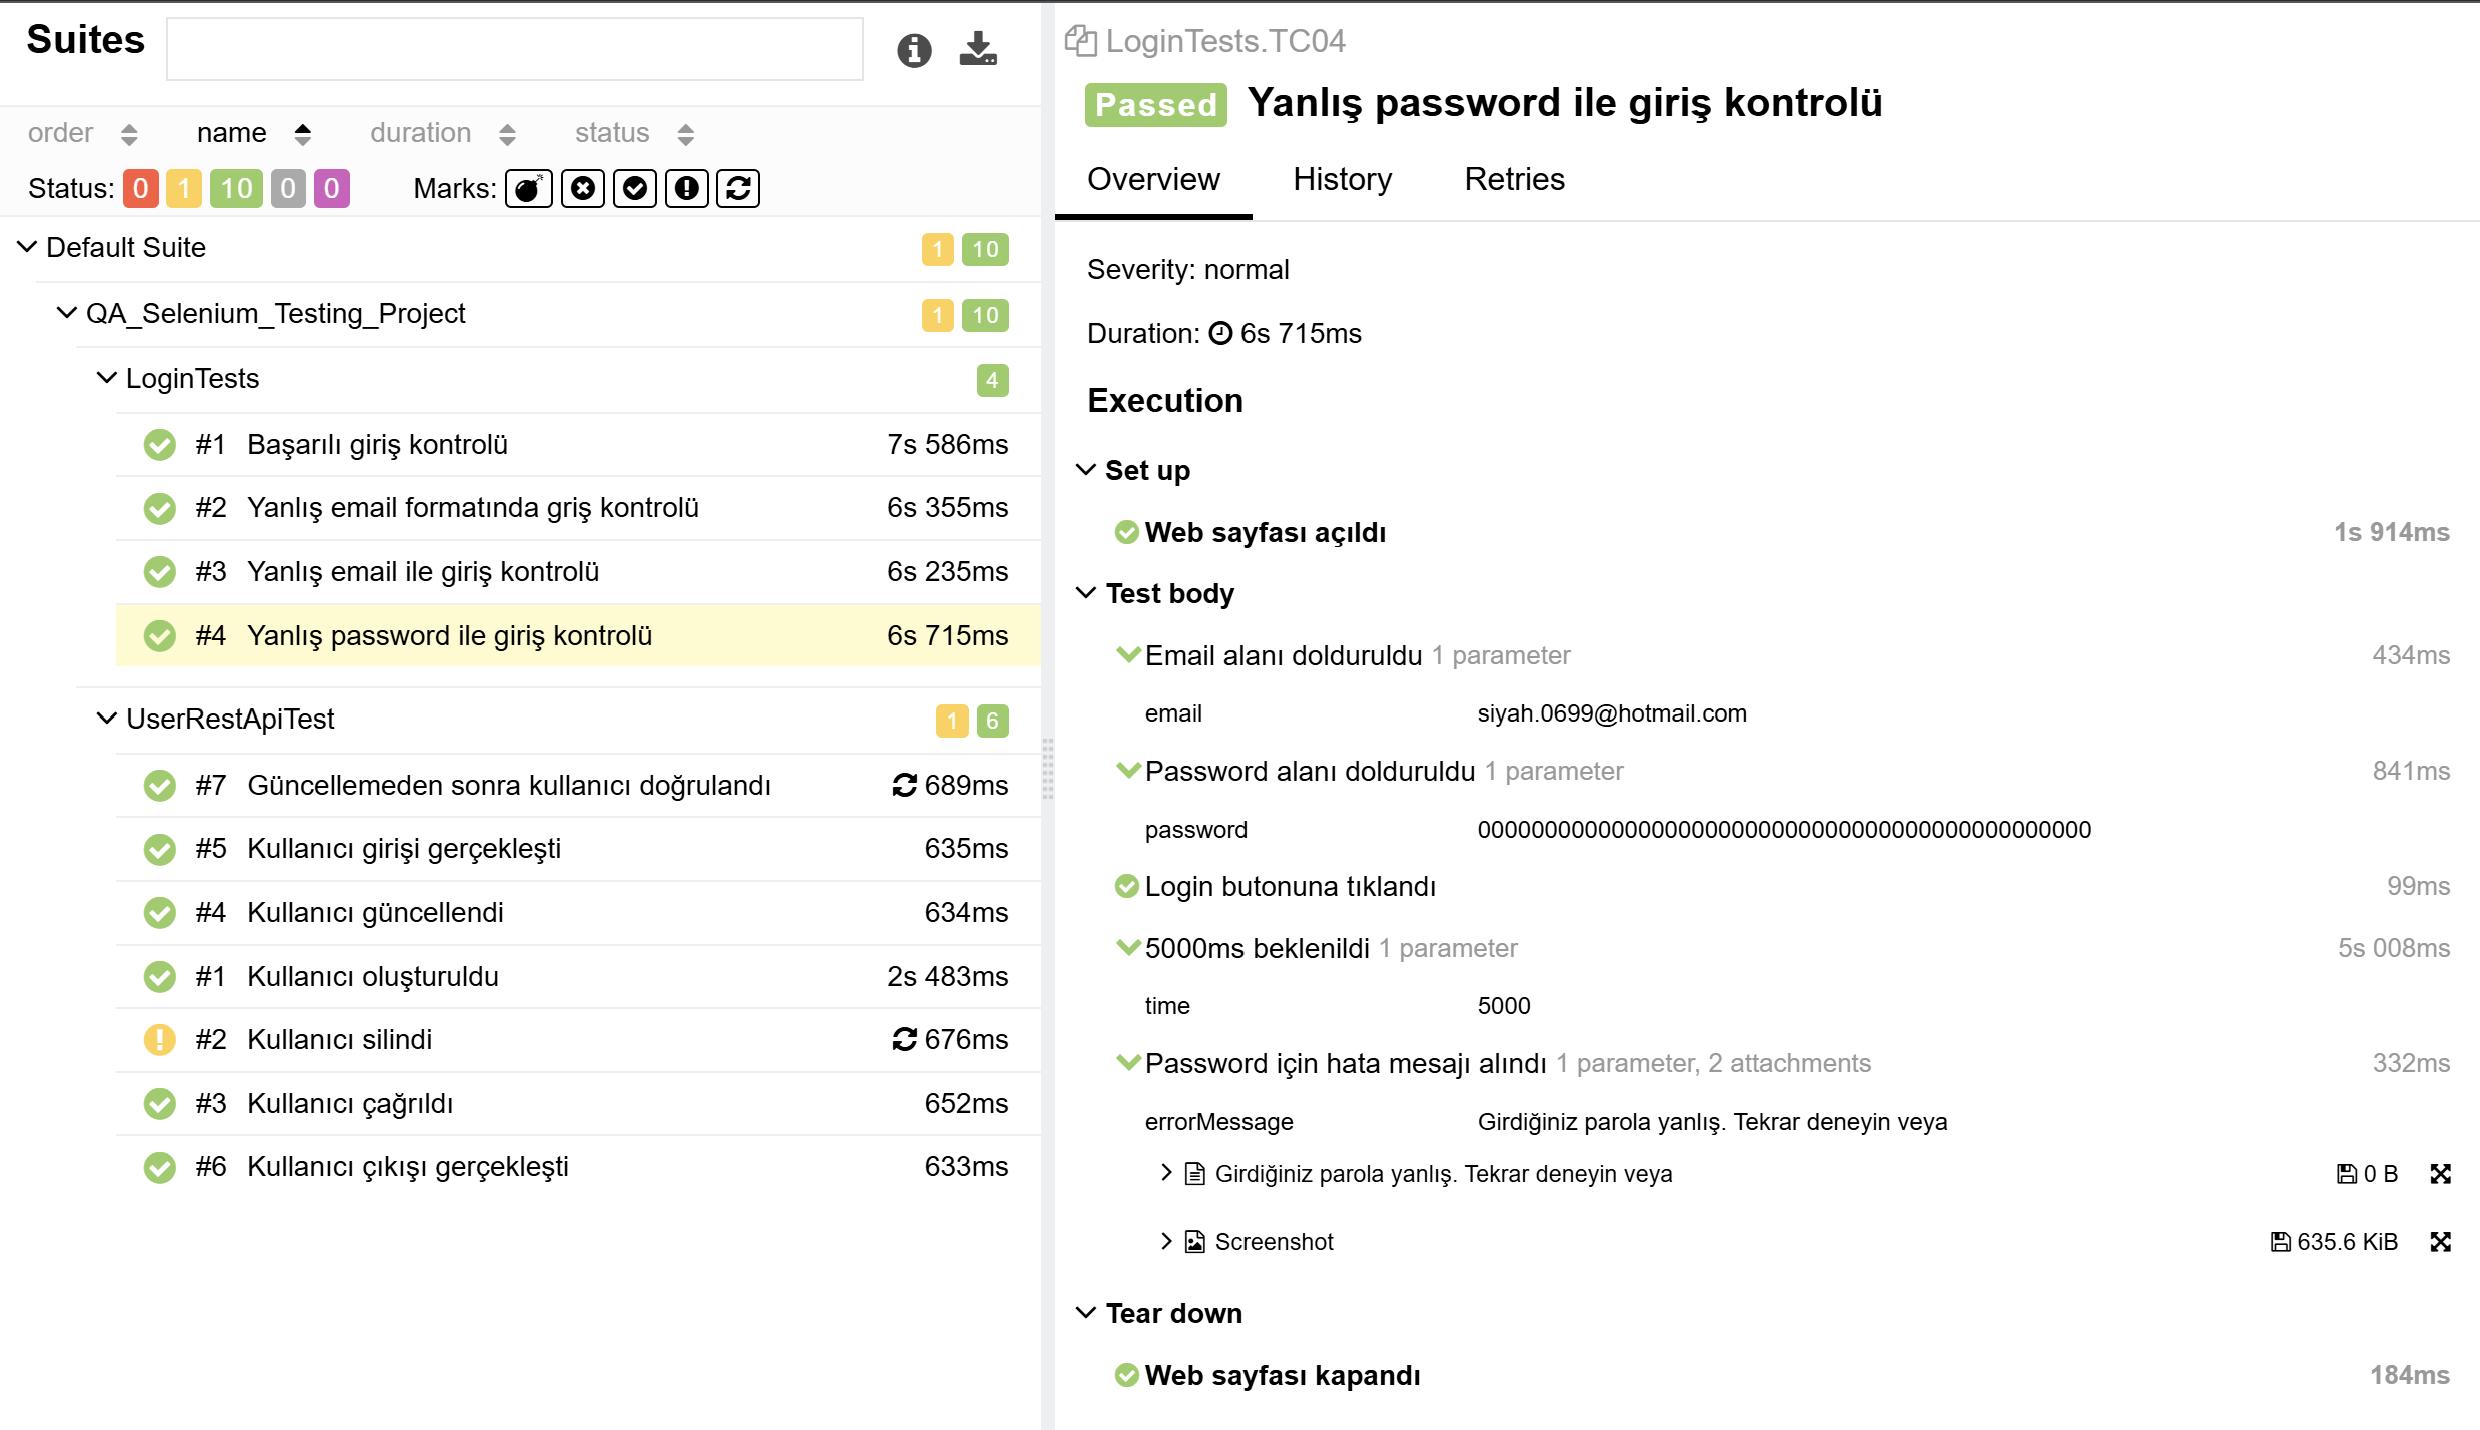 Suites
order name duration status
Status: 0 1 10 0 0 Marks:
Default Suite 1 10
QA_Selenium_Testing_Project 1 10
LoginTests 4
#1 Başarılı giriş kontrolü 7s 586ms
#2 Yanlış email formatında griş kontrolü 6s 355ms
#3 Yanlış email ile giriş kontrolü 6s 235ms
#4 Yanlış password ile giriş kontrolü 6s 715ms
UserRestApiTest 1 6
#7 Güncellemeden sonra kullanıcı doğrulandı 689ms
#5 Kullanıcı girişi gerçekleşti 635ms
#4 Kullanıcı güncellendi 634ms
#1 Kullanıcı oluşturuldu 2s 483ms
#2 Kullanıcı silindi 676ms
#3 Kullanıcı çağrıldı 652ms
#6 Kullanıcı çıkışı gerçekleşti 633ms
LoginTests.TC04
Passed Yanlış password ile giriş kontrolü
Overview History Retries
Severity: normal
Duration: 6s 715ms
Execution
Set up
Web sayfası açıldı 1s 914ms
Test body
Email alanı dolduruldu 1 parameter 434ms
email siyah.0699@hotmail.com
Password alanı dolduruldu 1 parameter 841ms
password 0000000000000000000000000000000000000000000000
Login butonuna tıklandı 99ms
5000ms beklenildi 1 parameter 5s 008ms
time 5000
Password için hata mesajı alındı 1 parameter, 2 attachments 332ms
errorMessage Girdiğiniz parola yanlış. Tekrar deneyin veya
Girdiğiniz parola yanlış. Tekrar deneyin veya 0 B
Screenshot 635.6 KiB
Tear down
Web sayfası kapandı 184ms